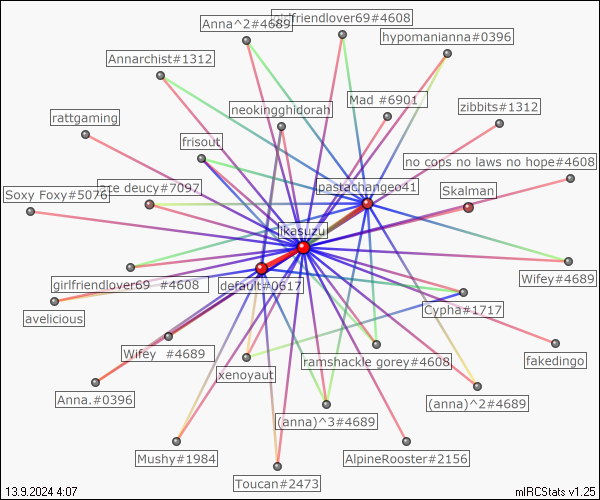 Anna^2#4689
girlfriendlover69#4608
hypomanianna#0396
Annarchist#1312
Mad #6901
neokingghidorah
zibbits#1312
rattgaming
frisout
no cops no laws no hope#4608
pastachangeo41
Skalman
Soxy Foxy#5076
deucy#7097
ikasuzu
girlfriendlover69 #4608
default#0617
Wifey#4689
avelicious
Cypha#1717
Wifey #4689
ramshackle gorey#4608
fakedingo
xenoyaut
Anna.#0396
(anna)^3#4689
(anna)^2#4689
Mushy#1984
AlpineRooster#2156
Toucan#2473
13.9.2024 4:07
mIRCStats v1.25